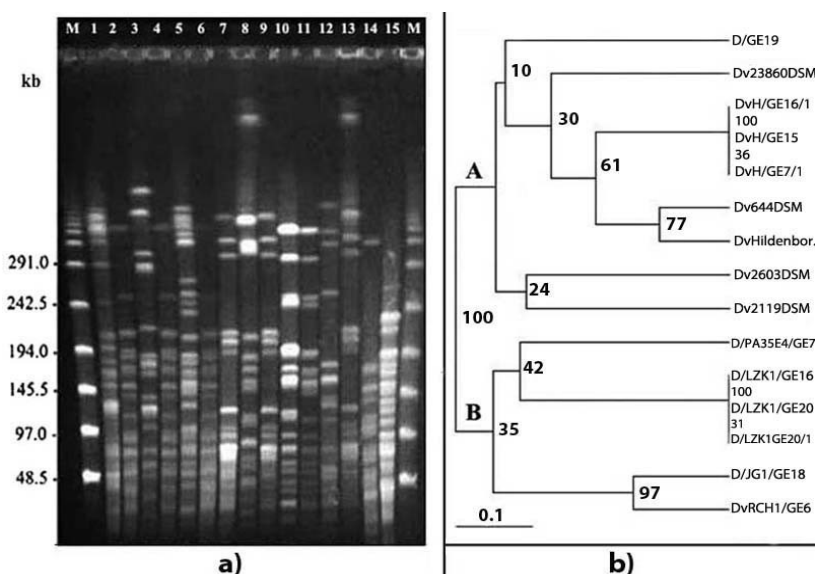 M 1 2 3 4 5 6 7 8 9 10 11 12 13 14 15 M
kb
291.0
242.5
194.0
145.5
97.0
48.5
a)
D/GE19
10
Dv23860DSM
30
DvH/GE16/1
100
DvH/GE15
36
DvH/GE7/1
61
A
Dv644DSM
77
DvHildenbor.
Dv2603DSM
24
Dv2119DSM
100
D/PA35E4/GE7
42
D/LZK1/GE16
100
D/LZK1/GE20
31
D/LZK1GE20/1
B
35
D/JG1/GE18
97
DvRCH1/GE6
0.1
b)